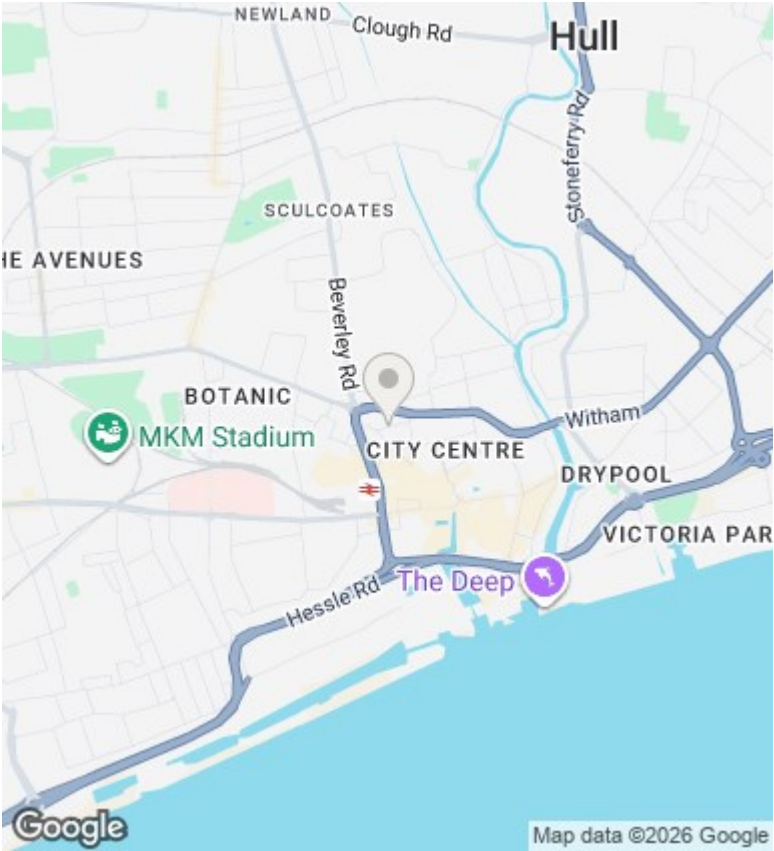 NEWLAND
Clough Rd
Hull
Stoneferry Rd
SCULCOATES
HE AVENUES
Beverley Rd
BOTANIC
MKM Stadium
Witham
CITY CENTRE
DRYPOOL
VICTORIA PAR
The Deep
Hessle Rd
Google
Map data ©2026 Google